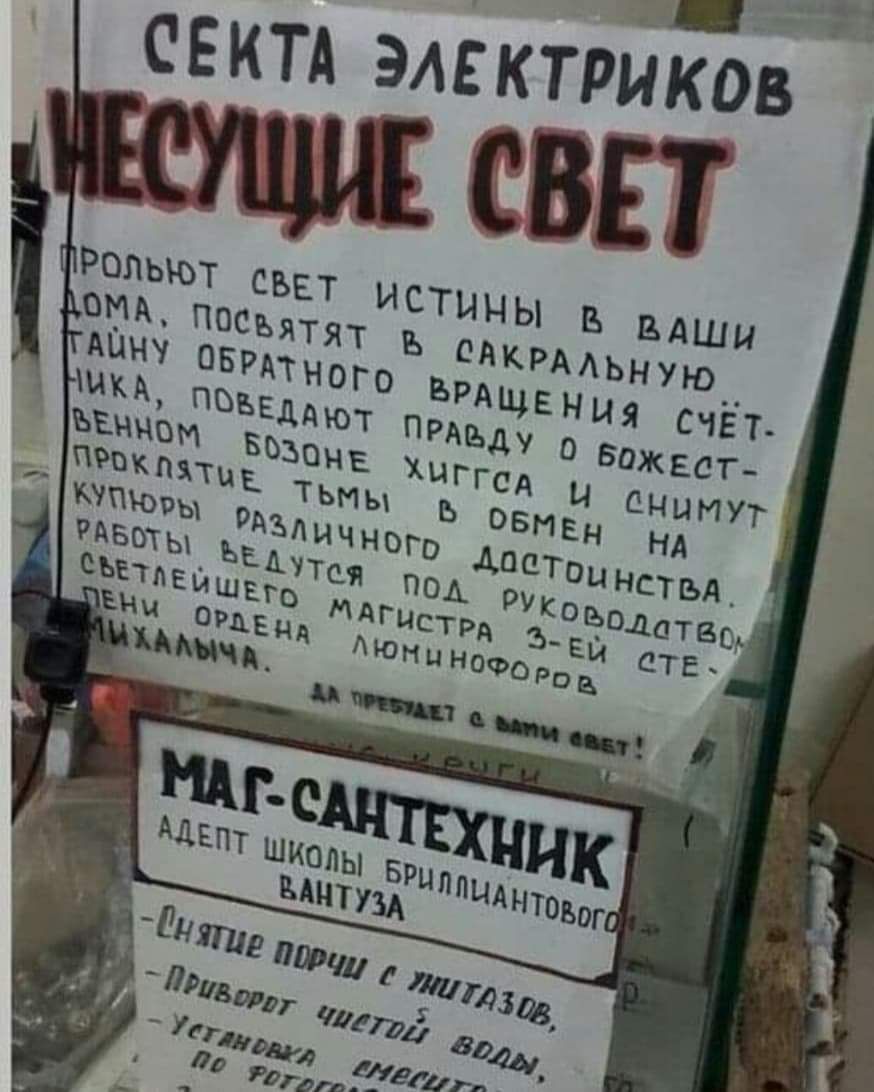 СЕКТА ЭЛЕКТРИКОВ
НЕСУЩИЕ СВЕТ
ПРОЛЬЮТ СВЕТ ИСТИНЫ В ВАШИ
ДОМА, ПОСВЯТЯТ В САКРАЛЬНУЮ
ТАЙНУ ОБРАТНОГО ВРАЩЕНИЯ СЧЁТ-
ЧИКА, ПОВЕДАЮТ ПРАВДУ О БОЖЕСТ-
ВЕННОМ БОЗОНЕ ХИГГСА И СНИМУТ
ПРОКЛЯТИЕ ТЬМЫ В ОБМЕН НА
КУПЮРЫ РАЗЛИЧНОГО ДОСТОИНСТВА.
РАБОТЫ ВЕДУТСЯ ПОД РУКОВОДСТВОМ
СВЕТЛЕЙШЕГО МАГИСТРА 3-ЕЙ СТЕ-
ПЕНИ ОРДЕНА ЛЮМИНОФОРОВ
МИХАЛЫЧА.
ДА ПРЕБУДЕТ С ВАМИ СВЕТ!
МАГ-САНТЕХНИК
АДЕПТ ШКОЛЫ БРИЛЛИАНТОВОГО
ВАНТУЗА
-СНЯТИЕ ПОРЧИ С УНИТАЗОВ,
-ПРИВОРОТ ЧИСТОЙ ВОДЫ,
-УСТАНОВКА
ПО